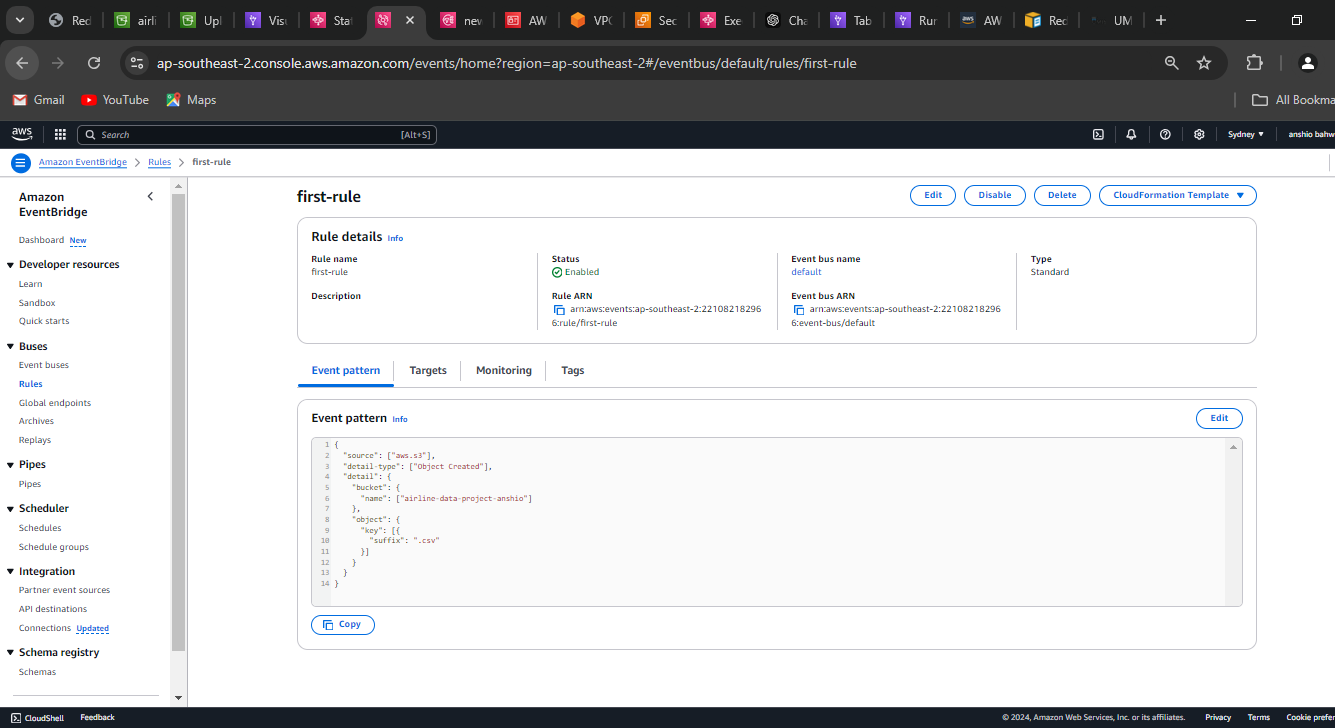 Red
airli
Upl
Visu
Stat
nev
AW
VPC
Sec
Exe
Cha
Tab
Rur
AW
Red
UM
ap-southeast-2.console.aws.amazon.com/events/home?region=ap-southeast-2#/eventbus/default/rules/first-rule
Gmail
YouTube
Maps
All Bookma
aws
Search
[Alt+S]
Sydney
anshio bahw
Amazon EventBridge
Rules
first-rule
Amazon
EventBridge
Dashboard New
Developer resources
Learn
Sandbox
Quick starts
Buses
Event buses
Rules
Global endpoints
Archives
Replays
Pipes
Pipes
Scheduler
Schedules
Schedule groups
Integration
Partner event sources
API destinations
Connections Updated
Schema registry
Schemas
first-rule
Edit
Disable
Delete
CloudFormation Template
Rule details Info
Rule name
first-rule
Description
Status
Enabled
Rule ARN
arn:aws:events:ap-southeast-2:22108218296
6:rule/first-rule
Event bus name
default
Event bus ARN
arn:aws:events:ap-southeast-2:22108218296
6:event-bus/default
Type
Standard
Event pattern
Targets
Monitoring
Tags
Event pattern Info
Edit
1 {
2 "source": ["aws.s3"],
3 "detail-type": ["Object Created"],
4 "detail": {
5 "bucket": {
6 "name": ["airline-data-project-anshio"]
7 },
8 "object": {
9 "key": [{
10 "suffix": ".csv"
11 }]
12 }
13 }
14 }
Copy
CloudShell
Feedback
© 2024, Amazon Web Services, Inc. or its affiliates.
Privacy
Terms
Cookie prefer